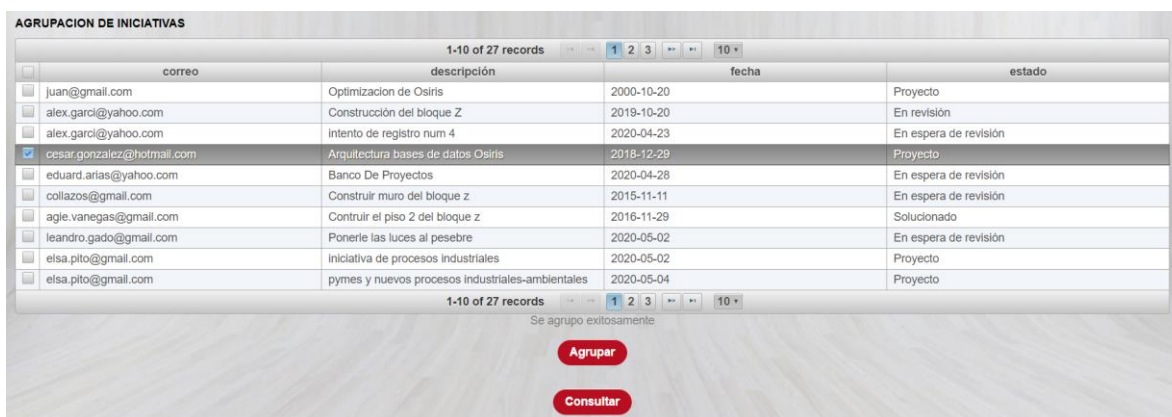 AGRUPACION DE INICIATIVAS
1-10 of 27 records 1 2 3 10
correo descripción fecha estado
juan@gmail.com Optimizacion de Osiris 2000-10-20 Proyecto
alex.garci@yahoo.com Construcción del bloque Z 2019-10-20 En revisión
alex.garci@yahoo.com intento de registro num 4 2020-04-23 En espera de revisión
cesar.gonzalez@hotmail.com Arquitectura bases de datos Osiris 2018-12-29 Proyecto
eduard.arias@yahoo.com Banco De Proyectos 2020-04-28 En espera de revisión
collazos@gmail.com Construir muro del bloque z 2015-11-11 En espera de revisión
agie.vanegas@gmail.com Contruir el piso 2 del bloque z 2016-11-29 Solucionado
leandro.gado@gmail.com Ponerle las luces al pesebre 2020-05-02 En espera de revisión
elsa.pito@gmail.com iniciativa de procesos industriales 2020-05-02 Proyecto
elsa.pito@gmail.com pymes y nuevos procesos industriales-ambientales 2020-05-04 Proyecto
1-10 of 27 records 1 2 3 10
Se agrupo exitosamente
Agrupar
Consultar